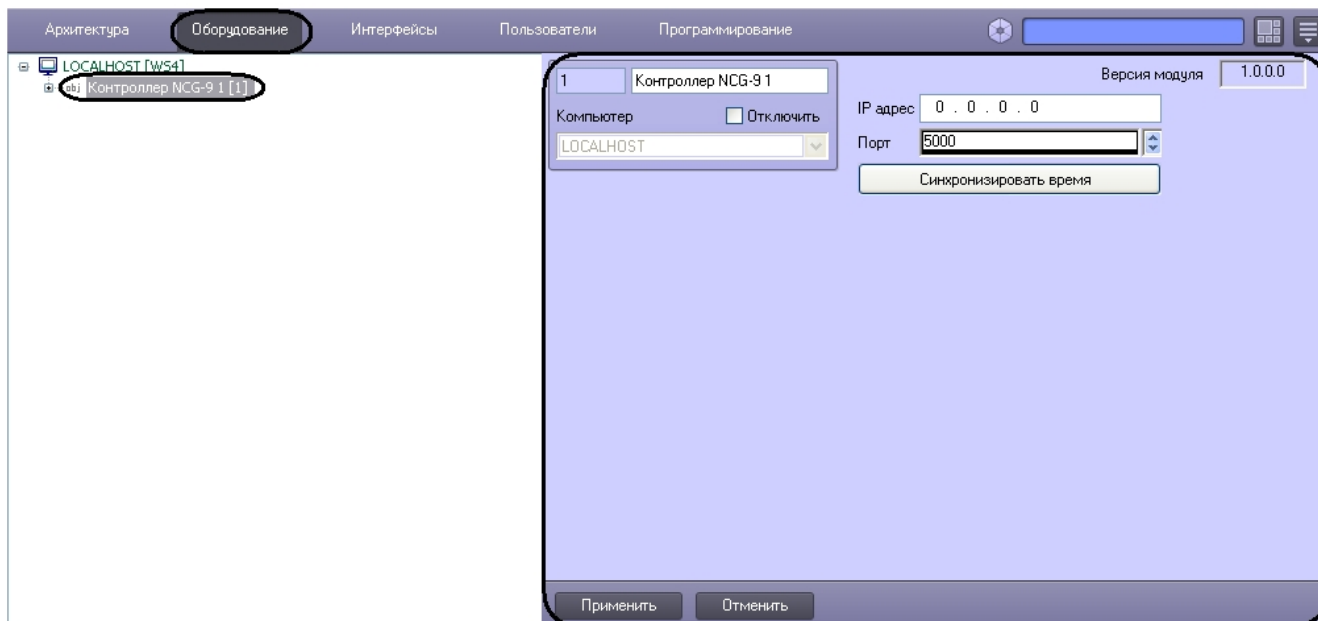 Архитектура Оборудование Интерфейсы Пользователи Программирование
LOCALHOST [WS4]
obj Контроллер NCG-9 1 [1]
1 Контроллер NCG-9 1
Компьютер Отключить
LOCALHOST
Версия модуля 1.0.0.0
IP адрес 0 . 0 . 0 . 0
Порт 5000
Синхронизировать время
Применить Отменить